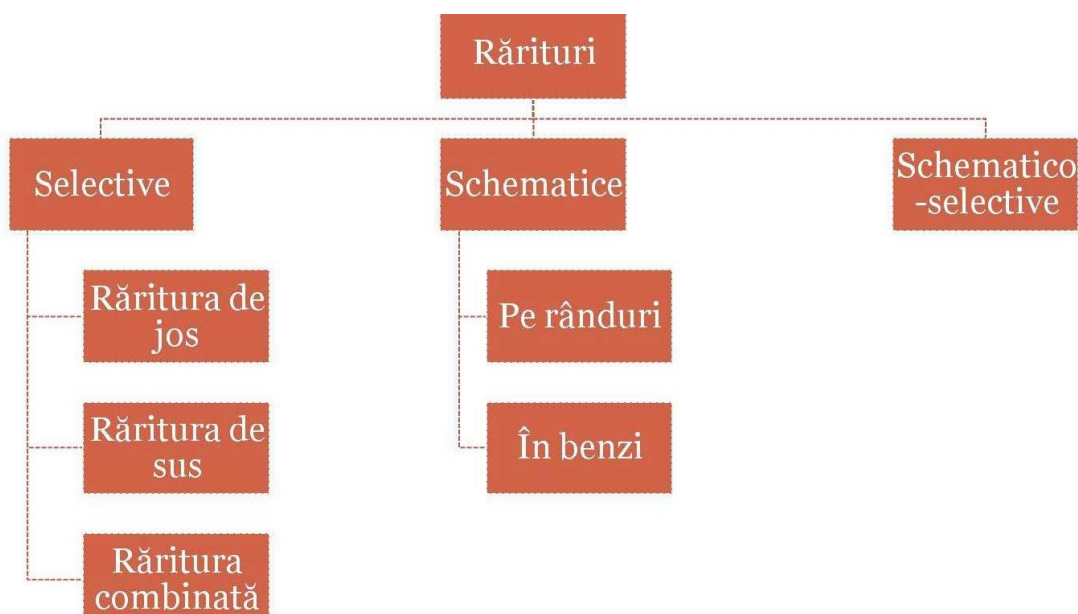 Rărituri
Selective
Schematice
Schematico
-selective
Răritura de
jos
Pe rânduri
Răritura de
sus
În benzi
Răritura
combinată